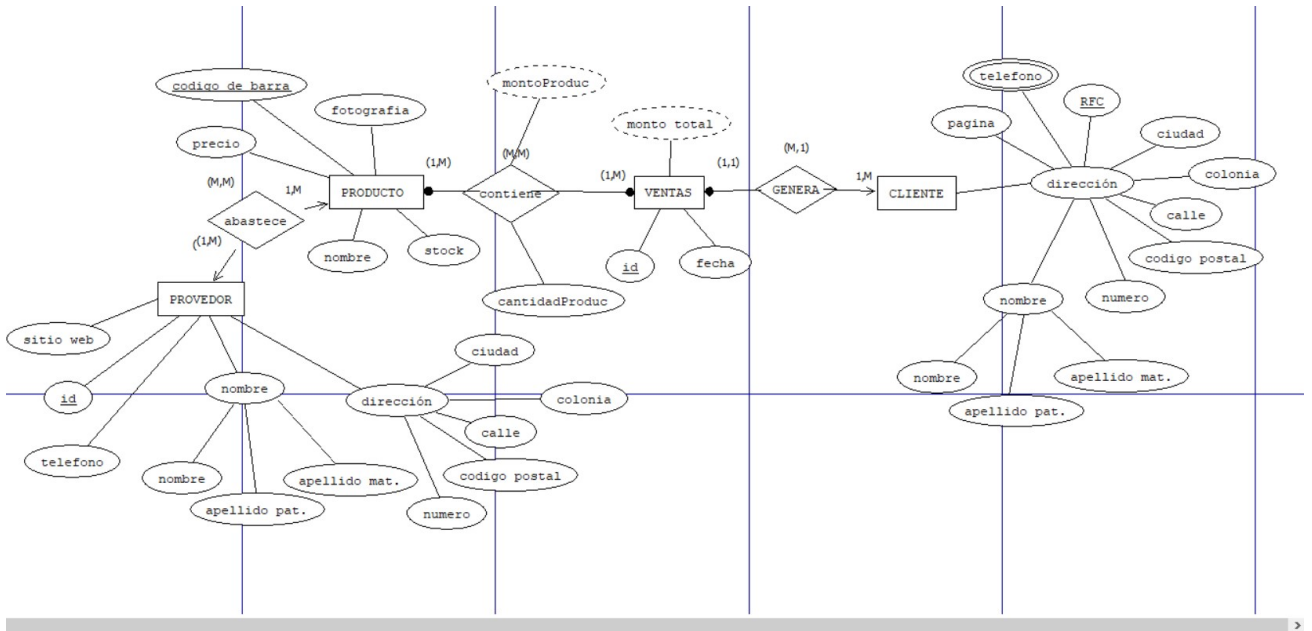 codigo de barra
montoProduc
telefono
RFC
fotografia
monto total
pagina
ciudad
precio
(1,M)
(M,M)
(1,1)
(M,1)
colonia
(M,M)
1,M
PRODUCTO
contiene
(1,M)
VENTAS
GENERA
1,M
CLIENTE
dirección
abastece
calle
((1,M)
nombre
stock
id
fecha
codigo postal
PROVEDOR
cantidadProduc
nombre
numero
sitio web
ciudad
nombre
apellido mat.
id
nombre
dirección
colonia
apellido pat.
telefono
calle
nombre
apellido mat.
codigo postal
apellido pat.
numero